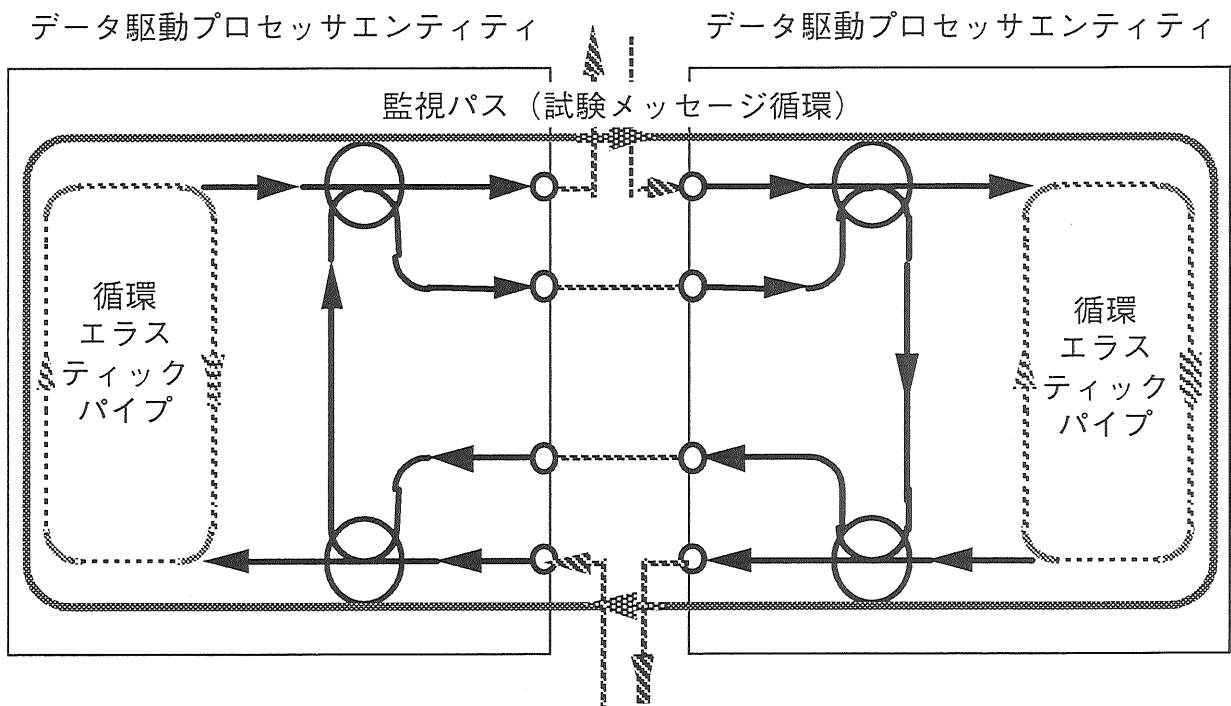 データ駆動プロセッサエンティティ
データ駆動プロセッサエンティティ
監視パス（試験メッセージ循環）
循環
エラス
ティック
パイプ
循環
エラス
ティック
パイプ